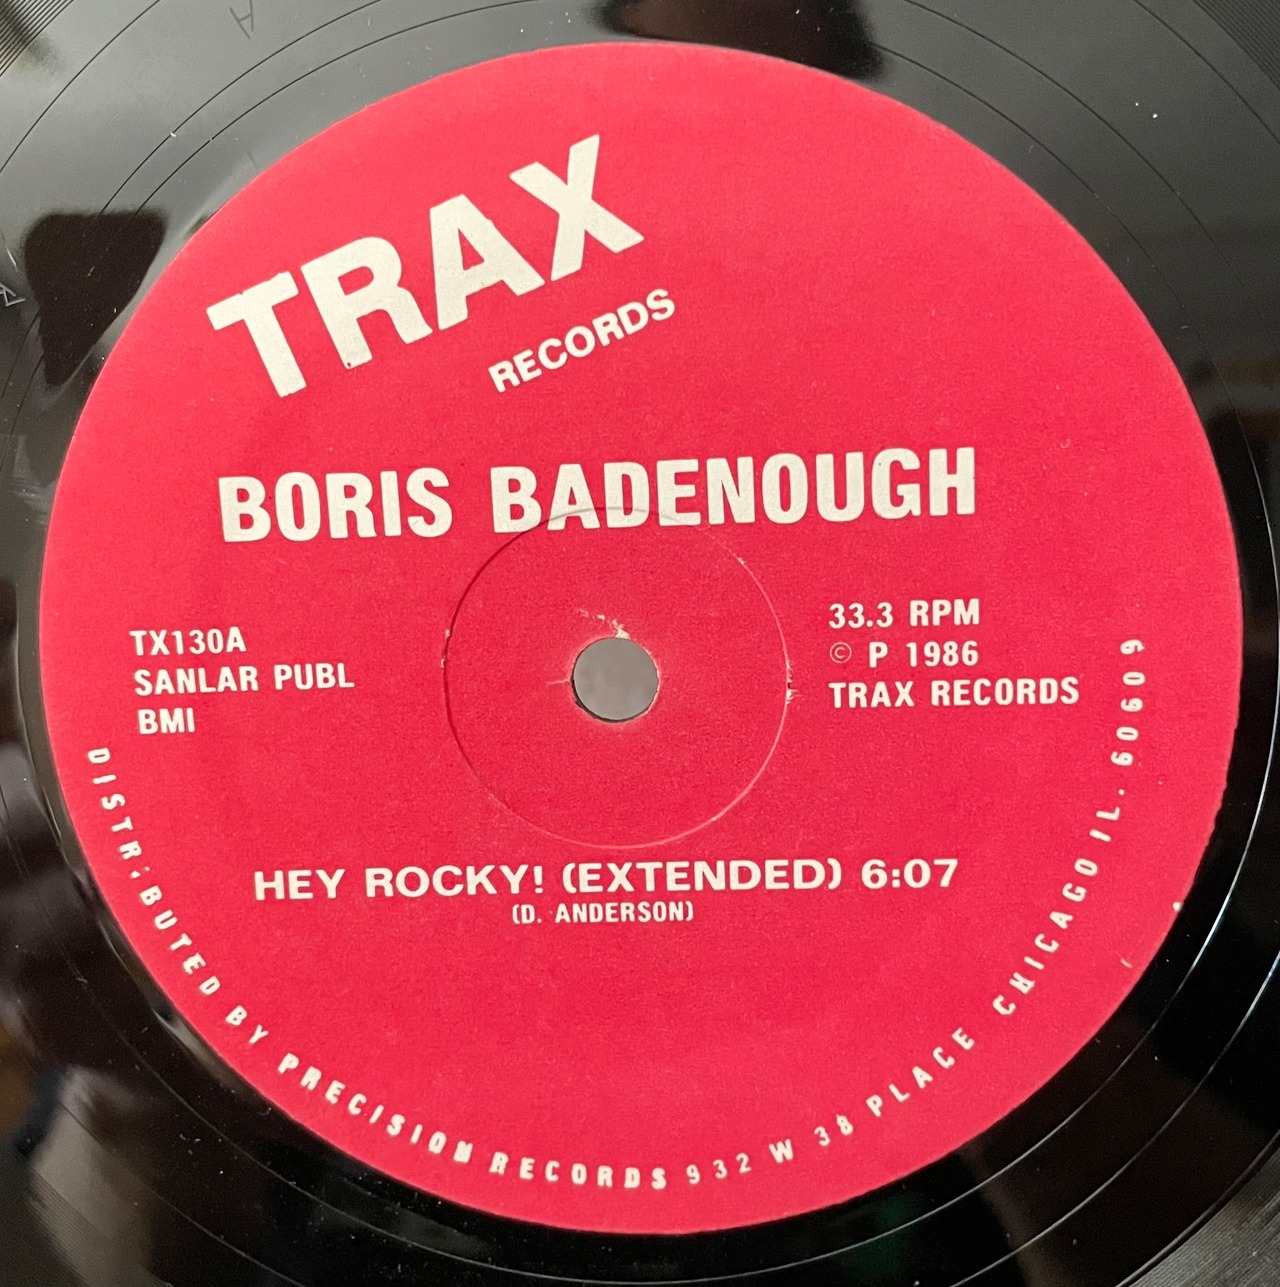 TRAX
RECORDS
BORIS BADENOUGH
TX130A
SANLAR PUBL
BMI
33.3 RPM
© P 1986
TRAX RECORDS
HEY ROCKY! (EXTENDED) 6:07
(D. ANDERSON)
DISTRIBUTED BY PRECISION RECORDS 932 W 38 PLACE CHICAGO IL. 60609